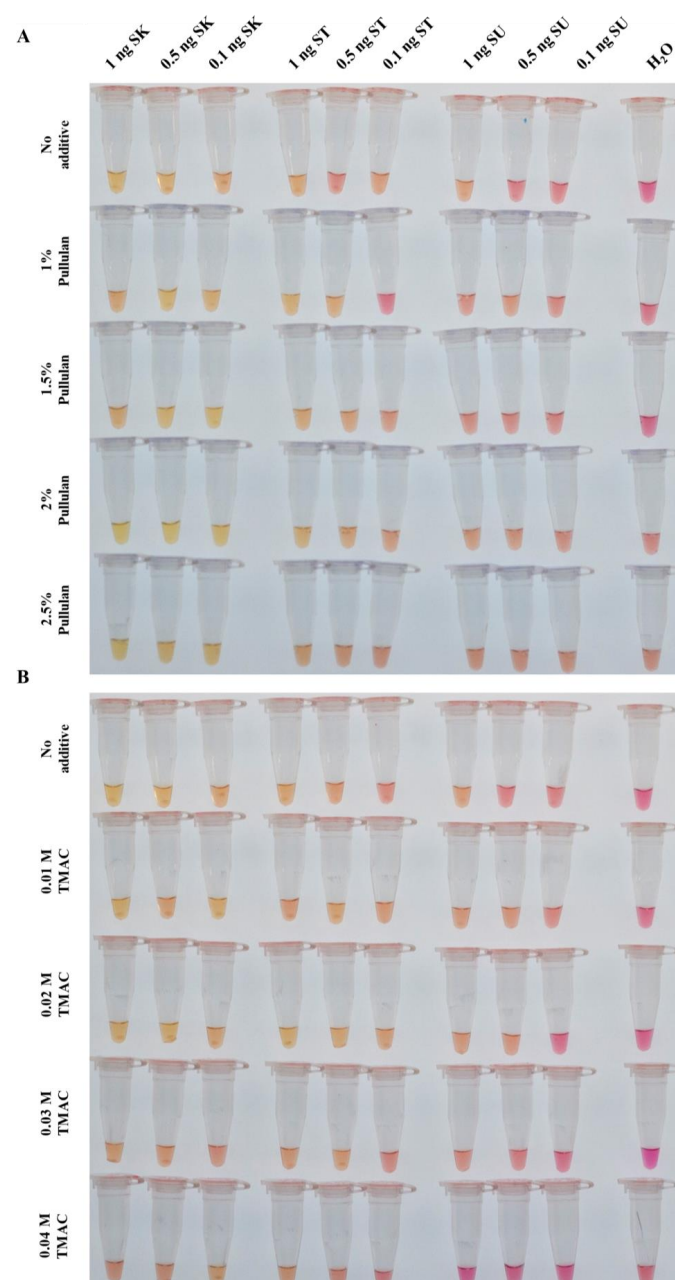 A
1 ng SK 0.5 ng SK 0.1 ng SK 1 ng ST 0.5 ng ST 0.1 ng ST 1 ng SU 0.5 ng SU 0.1 ng SU H₂O
No
additive
1%
Pullulan
1.5%
Pullulan
2%
Pullulan
2.5%
Pullulan
B
No
additive
0.01 M
TMAC
0.02 M
TMAC
0.03 M
TMAC
0.04 M
TMAC